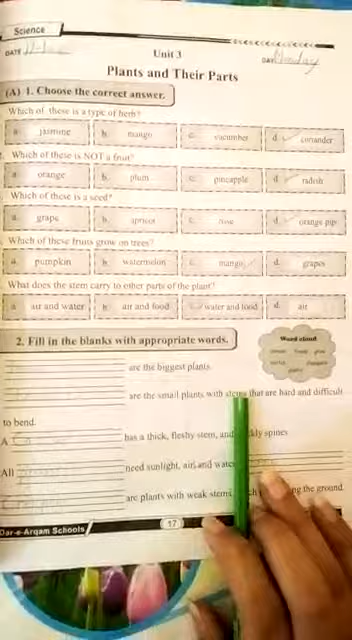 Science
DATE
Unit 3
DAY Monday
Plants and Their Parts
(A) 1. Choose the correct answer.
Which of these is a type of herb?
a. jasmine b. mango c. cucumber d. coriander
Which of these is NOT a fruit?
a. orange b. plum c. pineapple d. radish
Which of these is a seed?
a. grape b. apricot c. rose d. orange pip
Which of these fruits grow on trees?
a. pumpkin b. watermelon c. mango d. grapes
What does the stem carry to other parts of the plant?
a. air and water b. air and food c. water and food d. air
2. Fill in the blanks with appropriate words.
Word cloud
are the biggest plants.
are the small plants with stems that are hard and difficult
to bend.
A has a thick, fleshy stem, and prickly spines
All need sunlight, air, and water
are plants with weak stems, ng the ground.
Dar-e-Arqam Schools 17